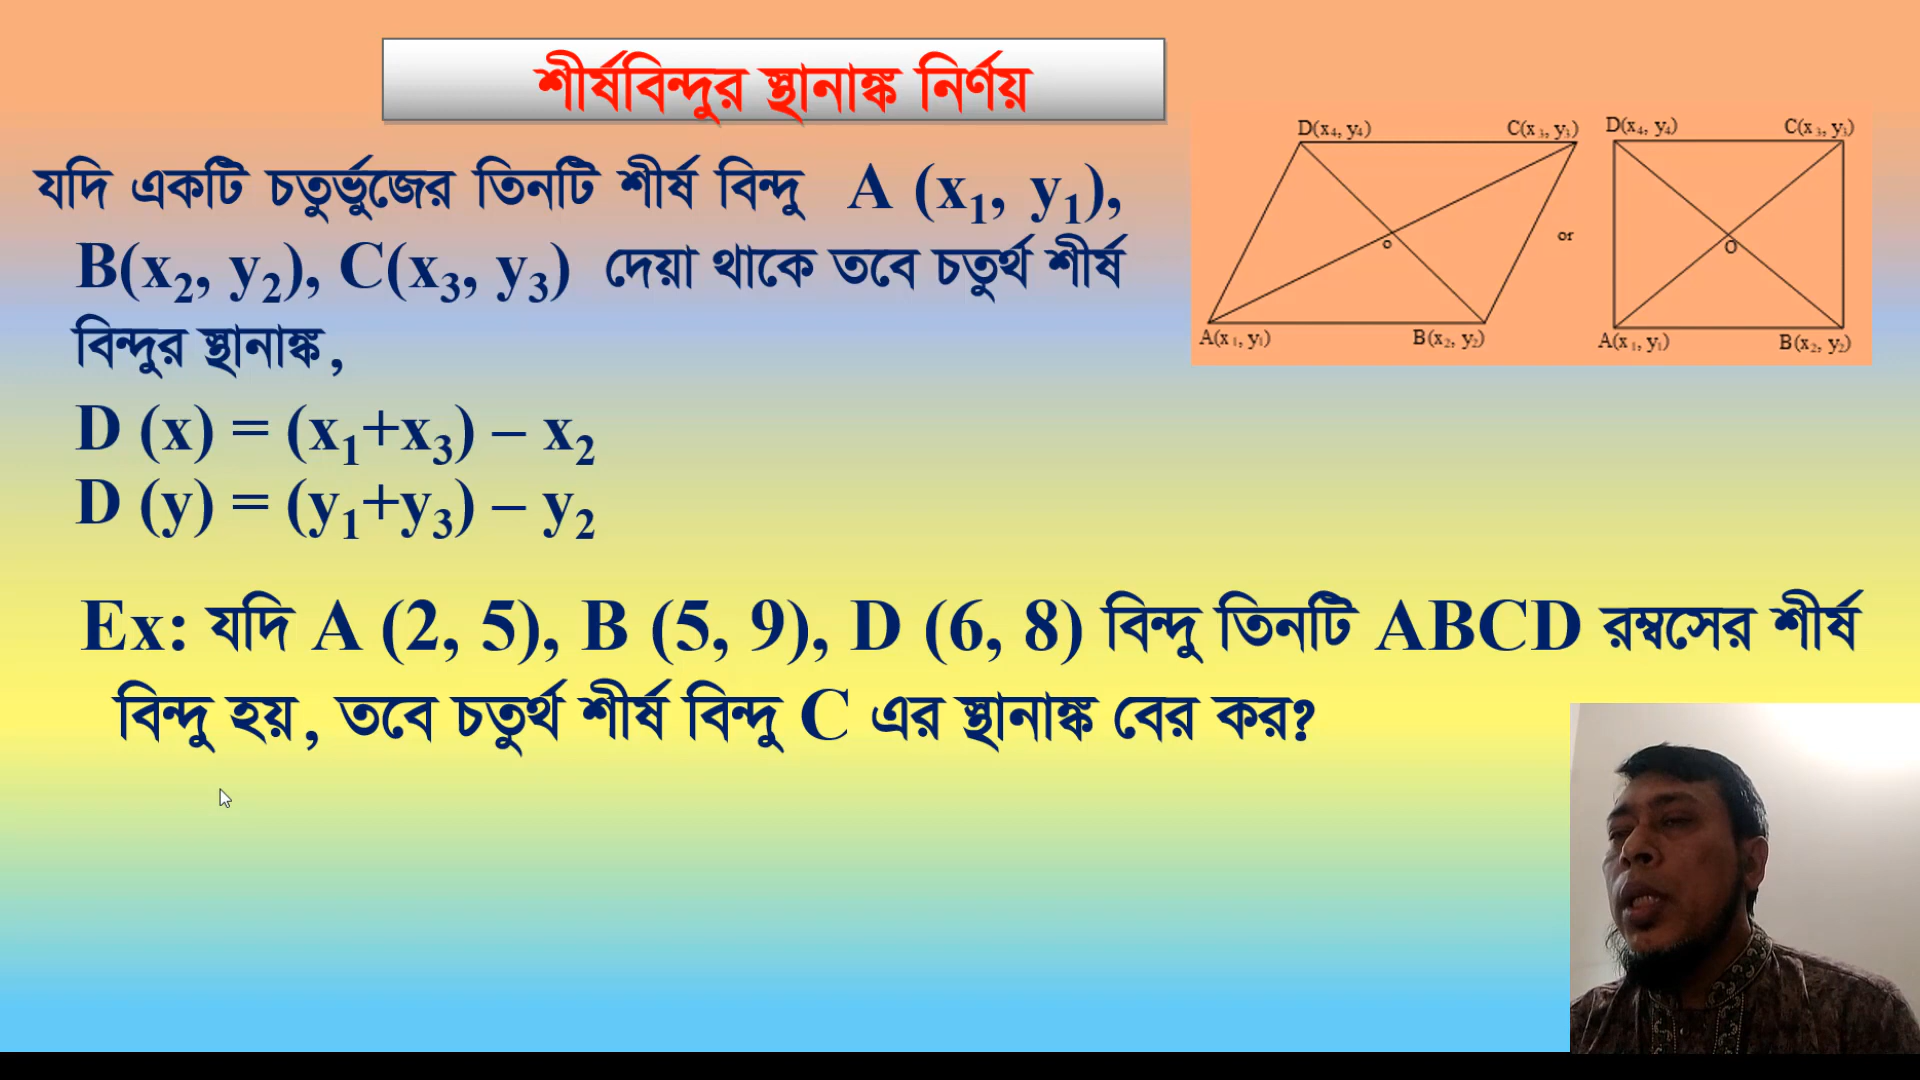 শীর্ষবিন্দুর স্থানাঙ্ক নির্ণয়
যদি একটি চতুর্ভুজের তিনটি শীর্ষ বিন্দু A (x₁, y₁),
B(x₂, y₂), C(x₃, y₃) দেয়া থাকে তবে চতুর্থ শীর্ষ
বিন্দুর স্থানাঙ্ক,
D (x) = (x₁+x₃) – x₂
D (y) = (y₁+y₃) – y₂
D(x₄, y₄) C(x₃, y₃) D(x₄, y₄) C(x₃, y₃)
o or O
A(x₁, y₁) B(x₂, y₂) A(x₁, y₁) B(x₂, y₂)
Ex: যদি A (2, 5), B (5, 9), D (6, 8) বিন্দু তিনটি ABCD রম্বসের শীর্ষ
বিন্দু হয়, তবে চতুর্থ শীর্ষ বিন্দু C এর স্থানাঙ্ক বের কর?